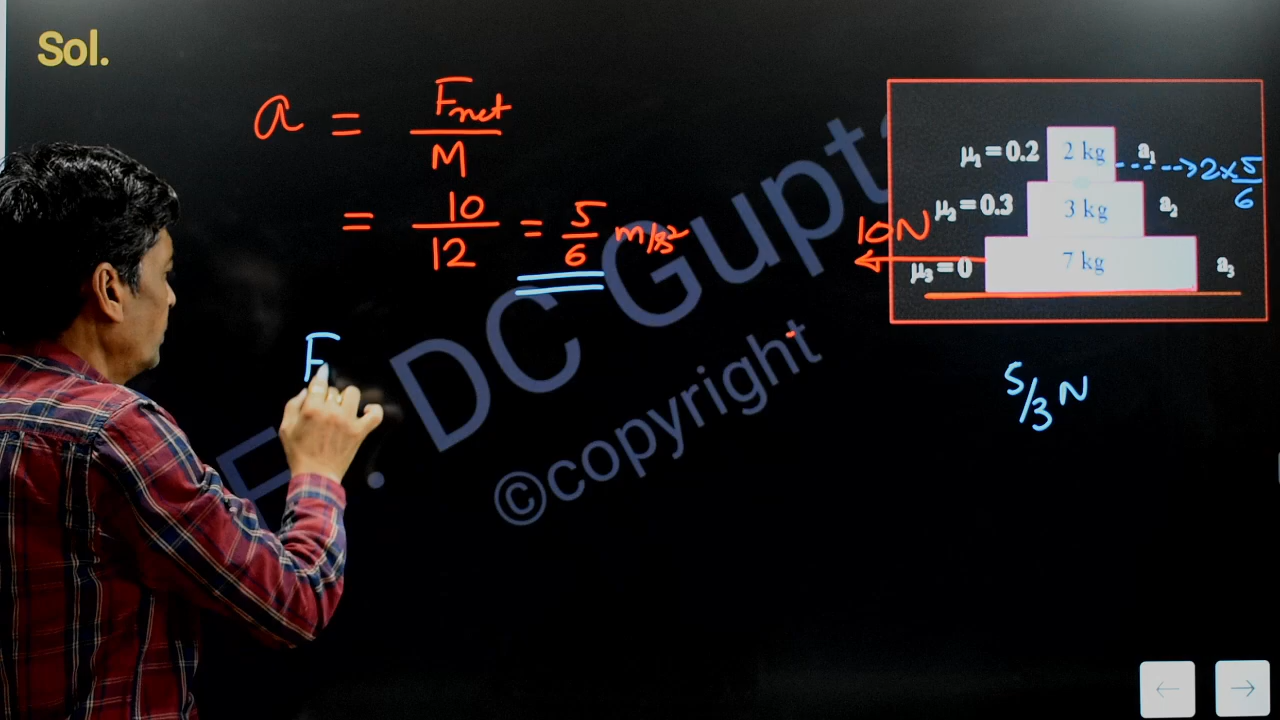 Sol.
a = Fnet
M
= 10
12
= 5
6
m/s²
F
μ₁ = 0.2
2 kg
a₁
2×5
6
μ₂ = 0.3
3 kg
a₂
10N
μ₃ = 0
7 kg
a₃
5/3 N
. DC Gupta
©copyright